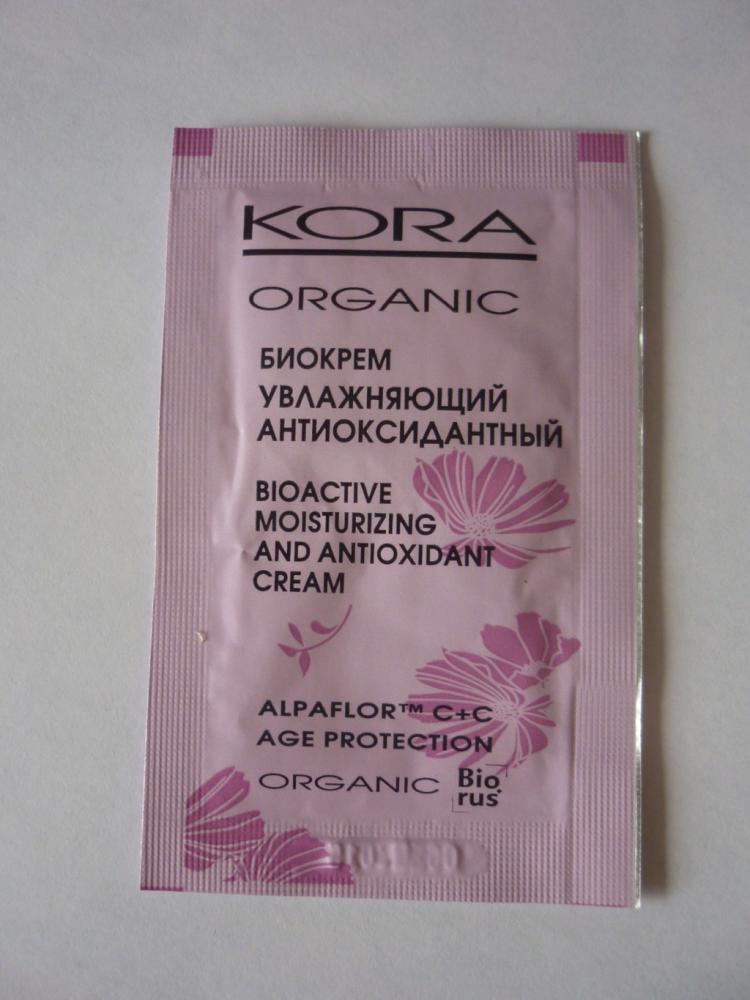 KORA
ORGANIC
БИОКРЕМ
УВЛАЖНЯЮЩИЙ
АНТИОКСИДАНТНЫЙ
BIOACTIVE
MOISTURIZING
AND ANTIOXIDANT
CREAM
ALPAFLOR™ C+C
AGE PROTECTION
ORGANIC Bio
rus